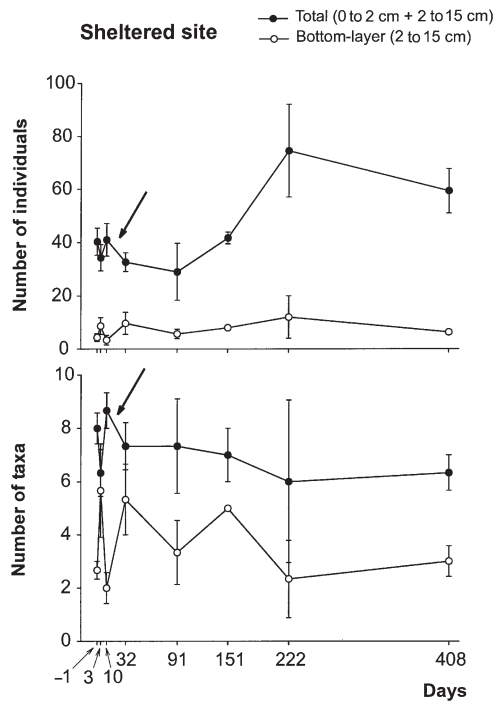 Sheltered site
Total (0 to 2 cm + 2 to 15 cm)
Bottom-layer (2 to 15 cm)
Number of individuals
100
80
60
40
20
0
Number of taxa
10
8
6
4
2
0
–1 3 10 32 91 151 222 408
Days